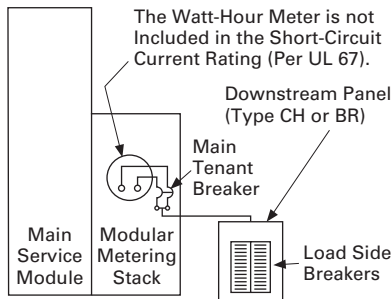 The Watt-Hour Meter is not
Included in the Short-Circuit
Current Rating (Per UL 67).
Downstream Panel
(Type CH or BR)
Main
Tenant
Breaker
Main
Service
Module
Modular
Metering
Stack
Load Side
Breakers